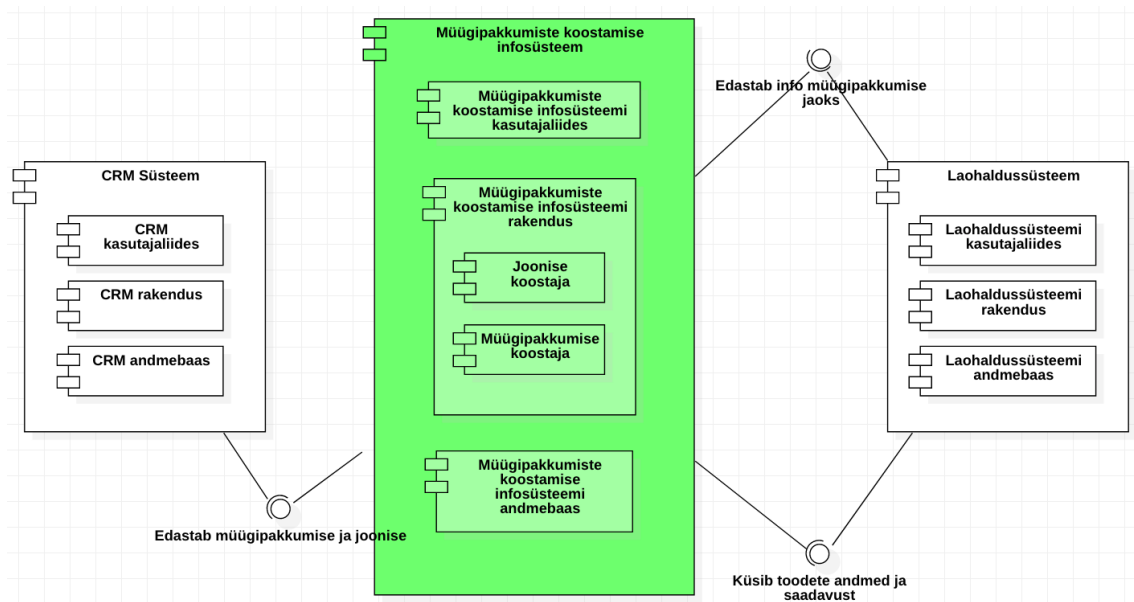 Müügipakkumiste koostamise
infosüsteem
Müügipakkumiste
koostamise infosüsteemi
kasutajaliides
Müügipakkumiste
koostamise infosüsteemi
rakendus
Joonise
koostaja
Müügipakkumise
koostaja
Müügipakkumiste
koostamise
infosüsteemi
andmebaas
CRM Süsteem
CRM
kasutajaliides
CRM rakendus
CRM andmebaas
Edastab müügipakkumise ja joonise
Edastab info müügipakkumise
jaoks
Laohaldussüsteem
Laohaldussüsteemi
kasutajaliides
Laohaldussüsteemi
rakendus
Laohaldussüsteemi
andmebaas
Küsib toodete andmed ja
saadavust